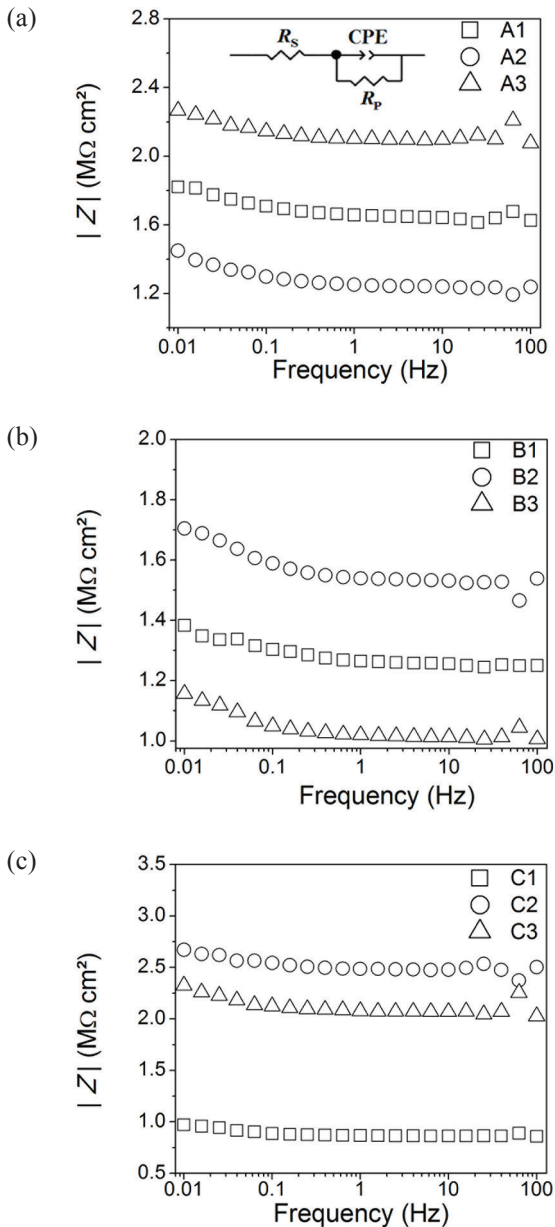 (a)
2.8
2.4
2.0
1.6
1.2
| Z | (MΩ cm²)
R_S
CPE
R_P
A1
A2
A3
0.01 0.1 1 10 100
Frequency (Hz)
(b)
2.0
1.8
1.6
1.4
1.2
1.0
| Z | (MΩ cm²)
B1
B2
B3
0.01 0.1 1 10 100
Frequency (Hz)
(c)
3.5
3.0
2.5
2.0
1.5
1.0
0.5
| Z | (MΩ cm²)
C1
C2
C3
0.01 0.1 1 10 100
Frequency (Hz)